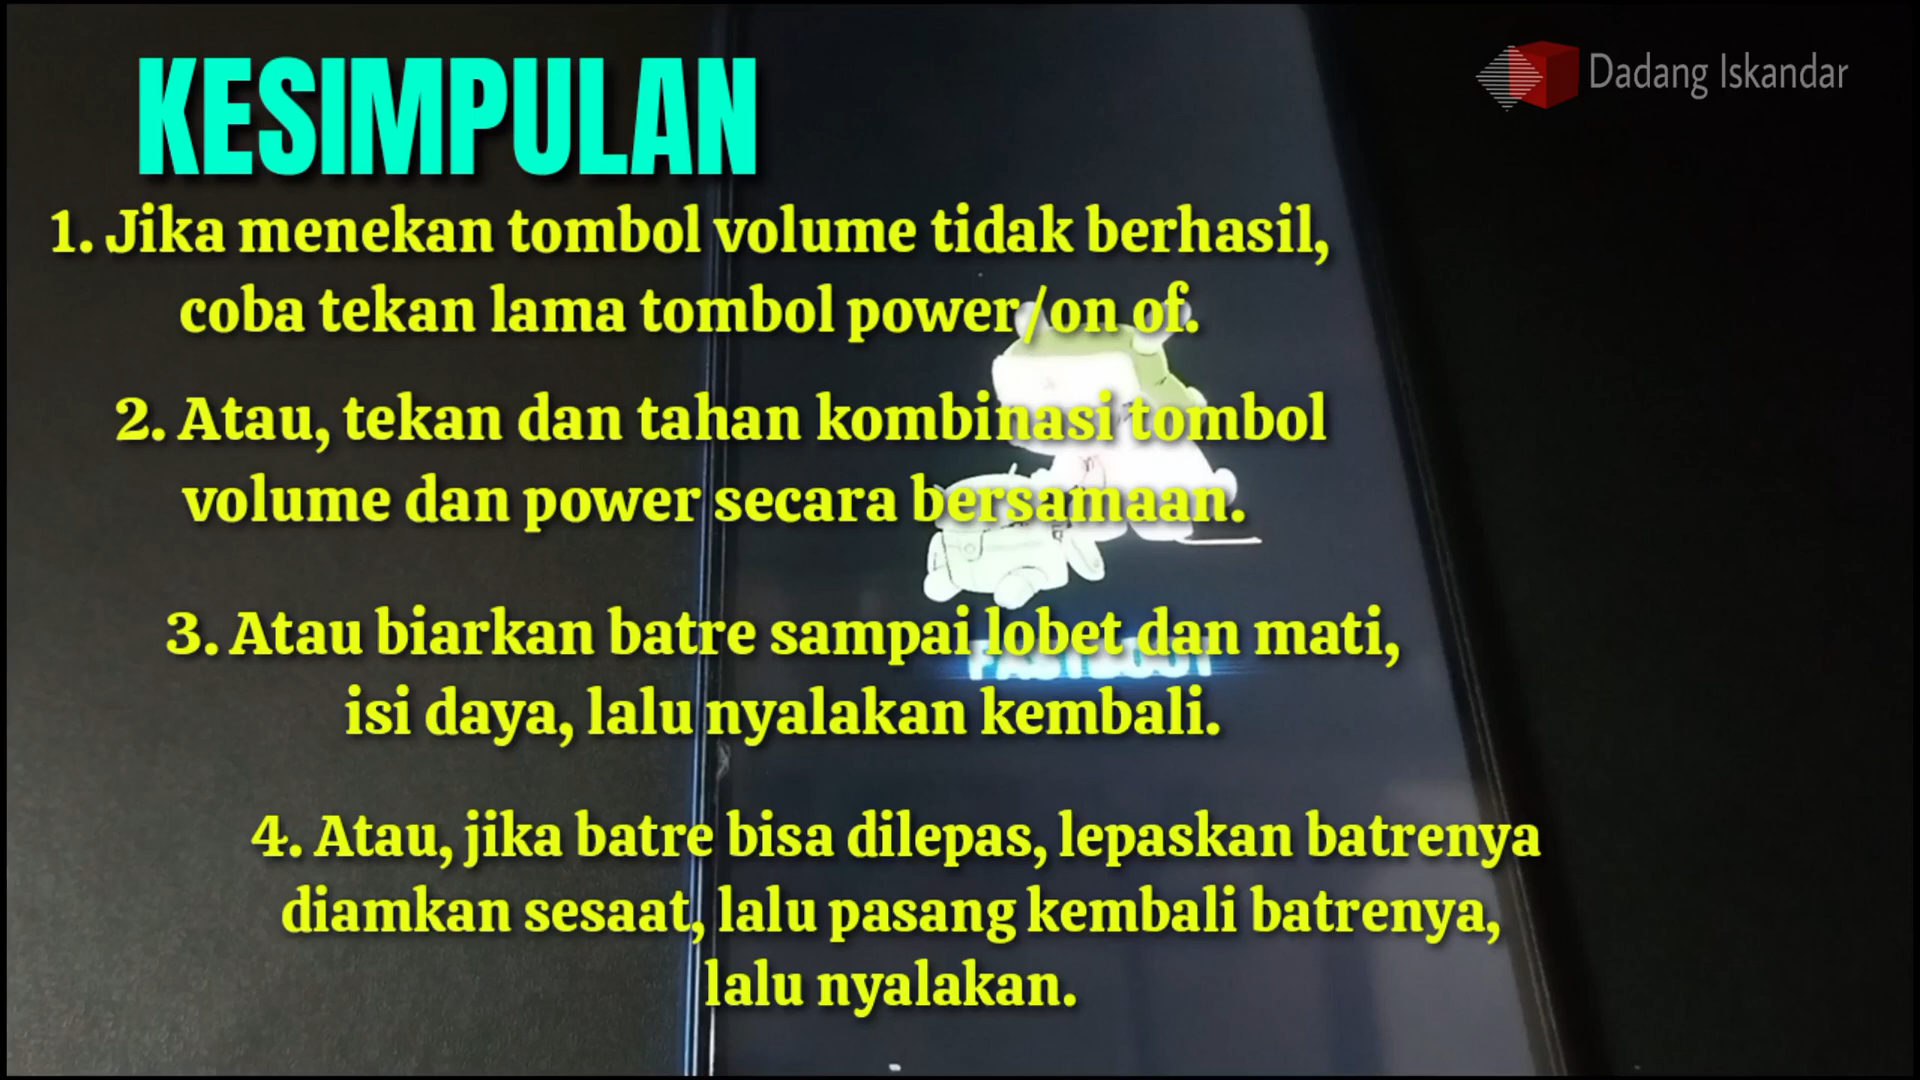 KESIMPULAN
Dadang Iskandar
1. Jika menekan tombol volume tidak berhasil,
coba tekan lama tombol power/on of.
2. Atau, tekan dan tahan kombinasi tombol
volume dan power secara bersamaan.
3. Atau biarkan batre sampai lobet dan mati,
FASTBOOT
isi daya, lalu nyalakan kembali.
4. Atau, jika batre bisa dilepas, lepaskan batrenya
diamkan sesaat, lalu pasang kembali batrenya,
lalu nyalakan.